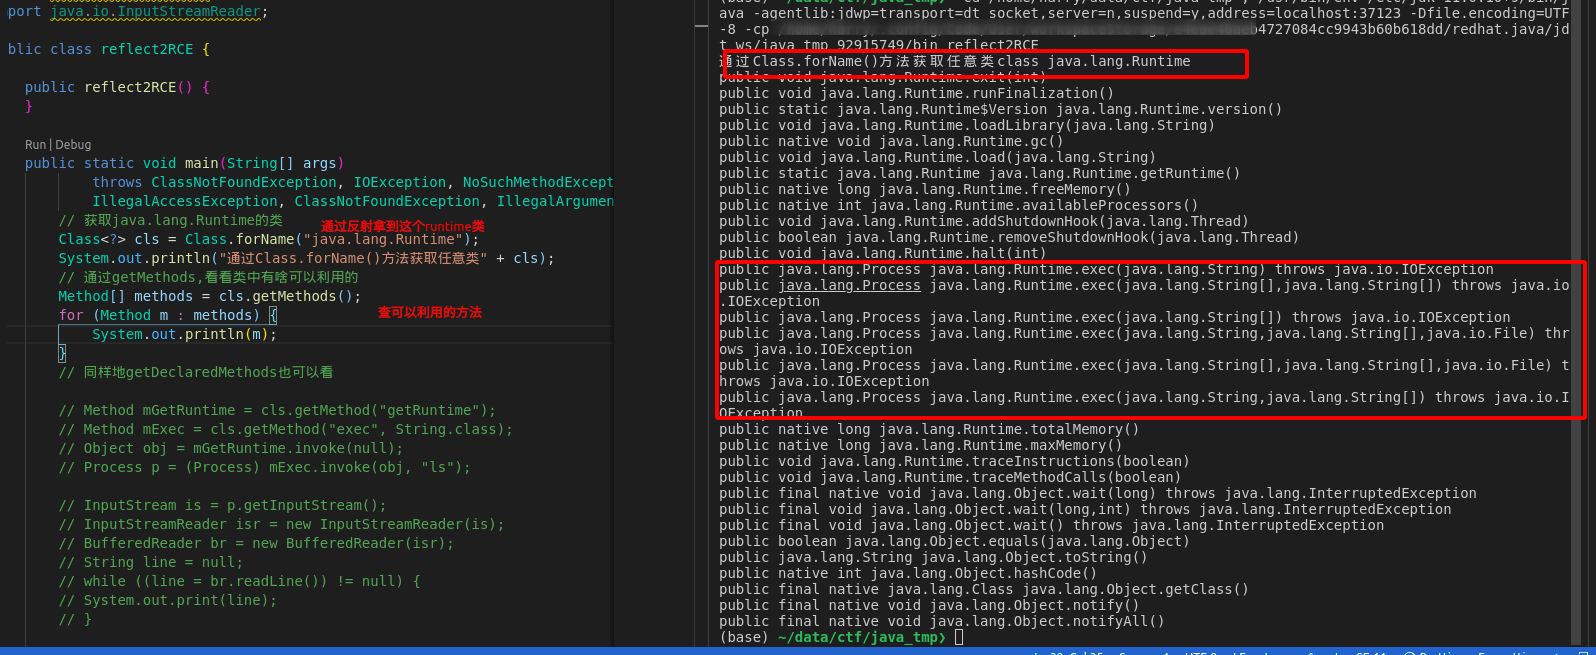 port java.io.InputStreamReader;
blic class reflect2RCE {
public reflect2RCE() {
}
Run | Debug
public static void main(String[] args)
throws ClassNotFoundException, IOException, NoSuchMethodExcept
IllegalAccessException, ClassNotFoundException, IllegalArgumen
// 获取java.lang.Runtime的类
通过反射拿到这个runtime类
Class<?> cls = Class.forName("java.lang.Runtime");
System.out.println("通过Class.forName()方法获取任意类" + cls);
// 通过getMethods,看看类中有啥可以利用的
Method[] methods = cls.getMethods();
查可以利用的方法
for (Method m : methods) {
System.out.println(m);
}
// 同样地getDeclaredMethods也可以看
// Method mGetRuntime = cls.getMethod("getRuntime");
// Method mExec = cls.getMethod("exec", String.class);
// Object obj = mGetRuntime.invoke(null);
// Process p = (Process) mExec.invoke(obj, "ls");
// InputStream is = p.getInputStream();
// InputStreamReader isr = new InputStreamReader(is);
// BufferedReader br = new BufferedReader(isr);
// String line = null;
// while ((line = br.readLine()) != null) {
// System.out.print(line);
// }
ava -agentlib:jdwp=transport=dt_socket,server=n,suspend=y,address=localhost:37123 -Dfile.encoding=UTF
-8 -cp b4727084cc9943b60b618dd/redhat.java/jd
t_ws/java_tmp_92915749/bin reflect2RCE
通过Class.forName()方法获取任意类class java.lang.Runtime
public void java.lang.Runtime.exit(int)
public void java.lang.Runtime.runFinalization()
public static java.lang.Runtime$Version java.lang.Runtime.version()
public void java.lang.Runtime.loadLibrary(java.lang.String)
public native void java.lang.Runtime.gc()
public void java.lang.Runtime.load(java.lang.String)
public static java.lang.Runtime java.lang.Runtime.getRuntime()
public native long java.lang.Runtime.freeMemory()
public native int java.lang.Runtime.availableProcessors()
public void java.lang.Runtime.addShutdownHook(java.lang.Thread)
public boolean java.lang.Runtime.removeShutdownHook(java.lang.Thread)
public void java.lang.Runtime.halt(int)
public java.lang.Process java.lang.Runtime.exec(java.lang.String) throws java.io.IOException
public java.lang.Process java.lang.Runtime.exec(java.lang.String[],java.lang.String[]) throws java.io
.IOException
public java.lang.Process java.lang.Runtime.exec(java.lang.String[]) throws java.io.IOException
public java.lang.Process java.lang.Runtime.exec(java.lang.String,java.lang.String[],java.io.File) thr
ows java.io.IOException
public java.lang.Process java.lang.Runtime.exec(java.lang.String[],java.lang.String[],java.io.File) t
hrows java.io.IOException
public java.lang.Process java.lang.Runtime.exec(java.lang.String,java.lang.String[]) throws java.io.I
OException
public native long java.lang.Runtime.totalMemory()
public native long java.lang.Runtime.maxMemory()
public void java.lang.Runtime.traceInstructions(boolean)
public void java.lang.Runtime.traceMethodCalls(boolean)
public final native void java.lang.Object.wait(long) throws java.lang.InterruptedException
public final void java.lang.Object.wait(long,int) throws java.lang.InterruptedException
public final void java.lang.Object.wait() throws java.lang.InterruptedException
public boolean java.lang.Object.equals(java.lang.Object)
public java.lang.String java.lang.Object.toString()
public native int java.lang.Object.hashCode()
public final native java.lang.Class java.lang.Object.getClass()
public final native void java.lang.Object.notify()
public final native void java.lang.Object.notifyAll()
(base) ~/data/ctf/java_tmp❯